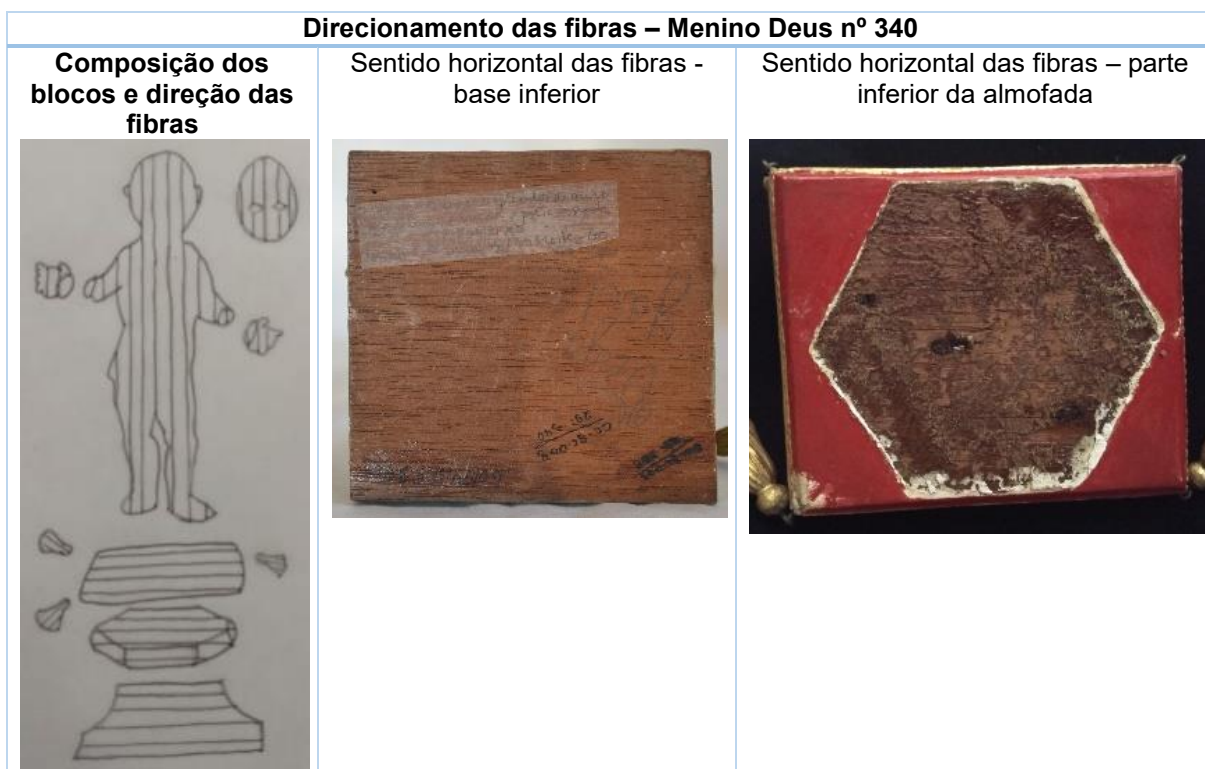 Direcionamento das fibras – Menino Deus nº 340
Composição dos
blocos e direção das
fibras
Sentido horizontal das fibras -
base inferior
Sentido horizontal das fibras – parte
inferior da almofada